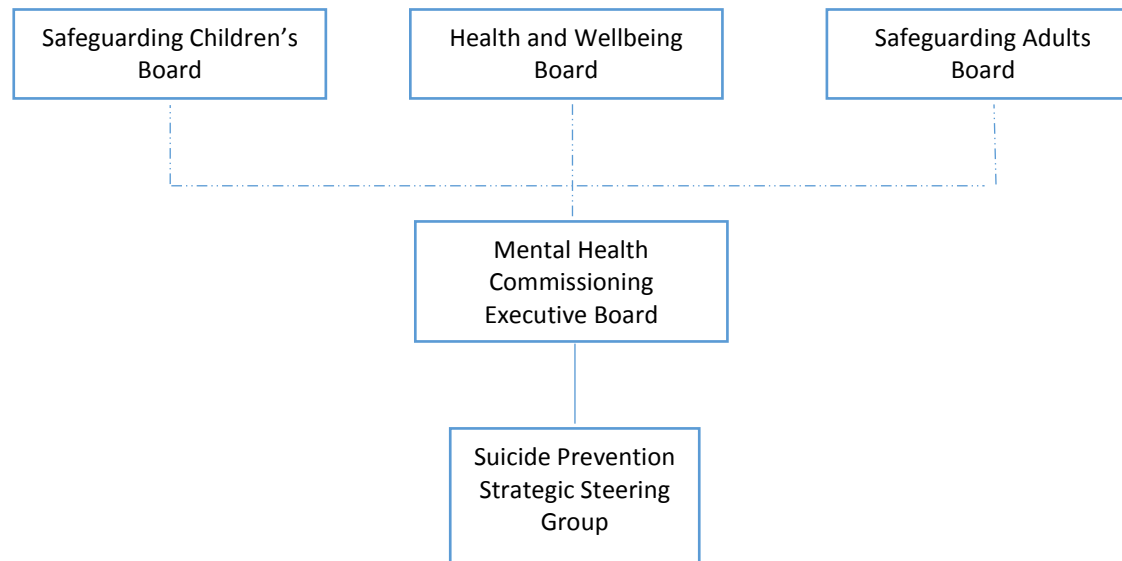 Safeguarding Children’s
Board
Health and Wellbeing
Board
Safeguarding Adults
Board
Mental Health
Commissioning
Executive Board
Suicide Prevention
Strategic Steering
Group